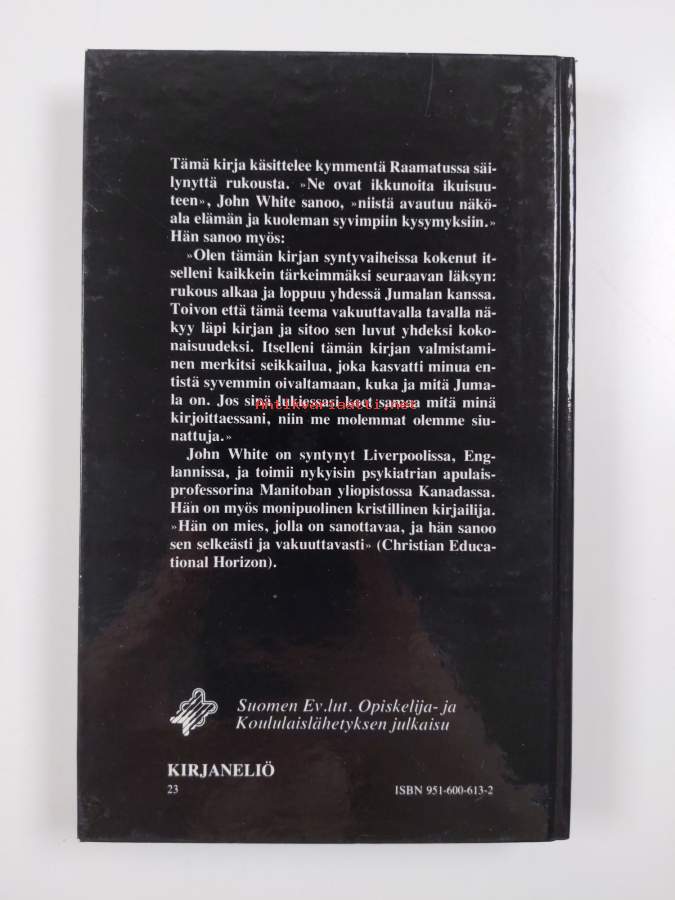 Tämä kirja käsittelee kymmentä Raamatussa säi-
lynyttä rukousta. »Ne ovat ikkunoita ikuisuu-
teen», John White sanoo, »niistä avautuu näkö-
ala elämän ja kuoleman syvimpiin kysymyksiin.»
Hän sanoo myös:
»Olen tämän kirjan syntyvaiheissa kokenut it-
selleni kaikkein tärkeimmäksi seuraavan läksyn:
rukous alkaa ja loppuu yhdessä Jumalan kanssa.
Toivon että tämä teema vakuuttavalla tavalla nä-
kyy läpi kirjan ja sitoo sen luvut yhdeksi koko-
naisuudeksi. Itselleni tämän kirjan valmistami-
nen merkitsi seikkailua, joka kasvatti minua en-
tistä syvemmin oivaltamaan, kuka ja mitä Juma-
la on. Jos sinä lukiessasi koet samaa mitä minä
Antikvariaatti.net
kirjoittaessani, niin me molemmat olemme siu-
nattuja.»
John White on syntynyt Liverpoolissa, Eng-
lannissa, ja toimii nykyisin psykiatrian apulais-
professorina Manitoban yliopistossa Kanadassa.
Hän on myös monipuolinen kristillinen kirjailija.
»Hän on mies, jolla on sanottavaa, ja hän sanoo
sen selkeästi ja vakuuttavasti» (Christian Educa-
tional Horizon).
Suomen Ev.lut. Opiskelija- ja
Koululaislähetyksen julkaisu
KIRJANELIÖ
23 ISBN 951-600-613-2